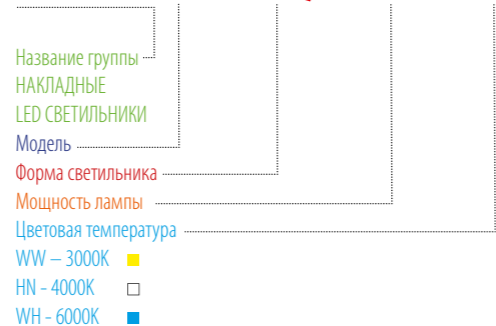 Название группы
НАКЛАДНЫЕ
LED СВЕТИЛЬНИКИ
Модель
Форма светильника
Мощность лампы
Цветовая температура
WW – 3000K
HN - 4000K
WH - 6000K